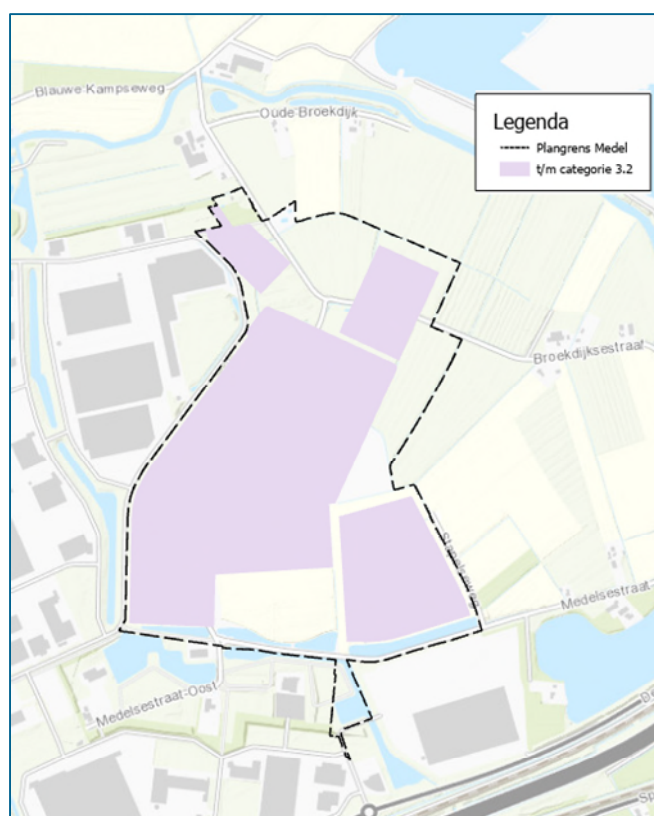 Blauwe Kampseweg
Oude Broekdijk
Legenda
Plangrens Medel
t/m categorie 3.2
Broekdijksestraat
Medelsestraat
Medelsestraat-Oost